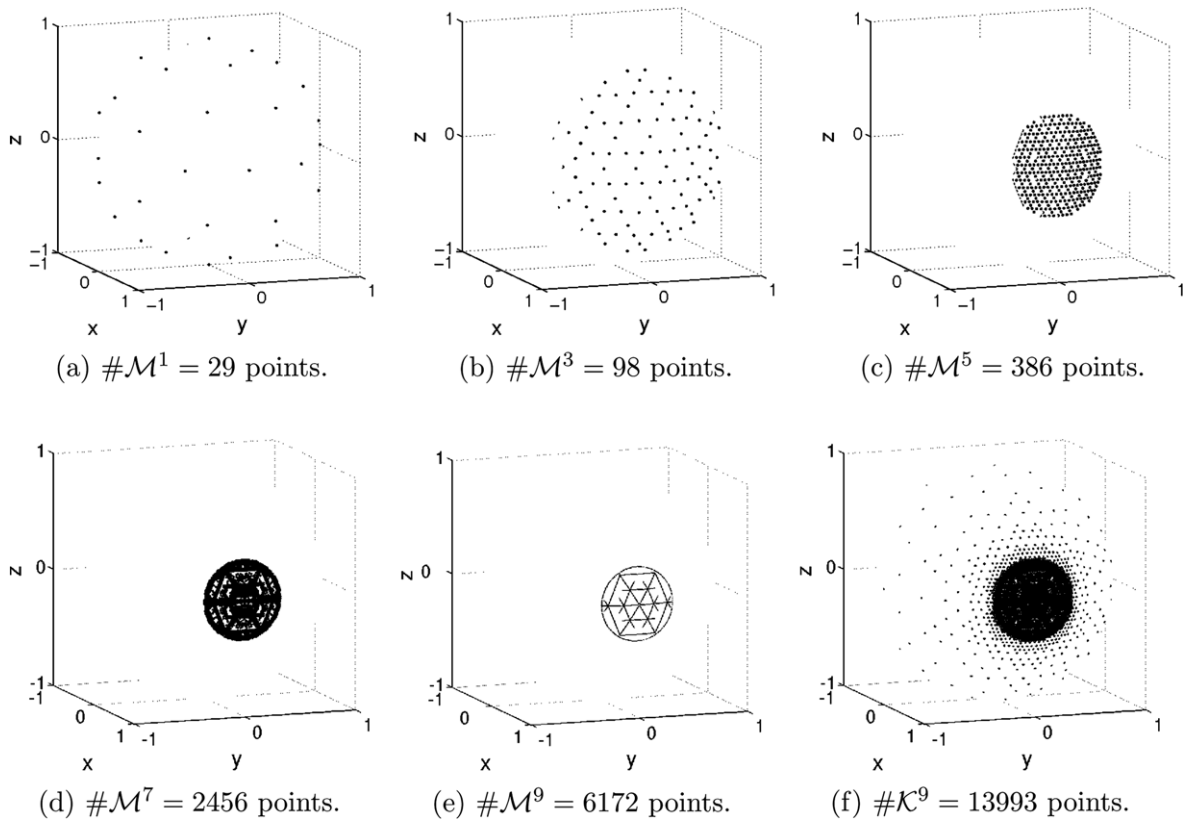 1
0
−1
z
−1
0
1
x
−1
0
1
y
(a) #M¹ = 29 points.
1
0
−1
z
−1
0
1
x
−1
0
1
y
(b) #M³ = 98 points.
1
0
−1
z
−1
0
1
x
−1
0
1
y
(c) #M⁵ = 386 points.
1
0
-1
z
-1
0
1
x
-1
0
1
y
(d) #M⁷ = 2456 points.
1
0
-1
z
-1
0
1
x
-1
0
1
y
(e) #M⁹ = 6172 points.
1
0
-1
z
-1
0
1
x
-1
0
1
y
(f) #K⁹ = 13993 points.